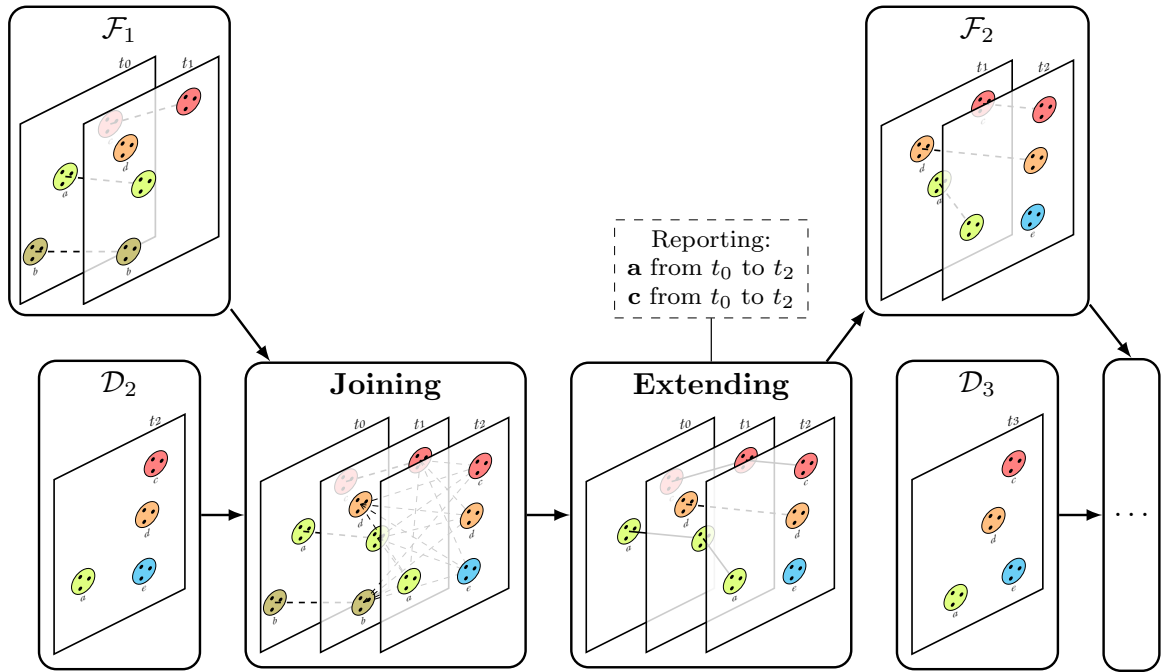 𝓕₁
t₀ t₁
c
d
a
b b
𝓕₂
t₁ t₂
c
d
a
e
Reporting:
a from t₀ to t₂
c from t₀ to t₂
𝓓₂
t₂
c
d
a e
Joining
t₀ t₁ t₂
c c
d d
a
a e
b b
Extending
t₀ t₁ t₂
c c
d d
a
a e
𝓓₃
t₃
c
d
a e
...